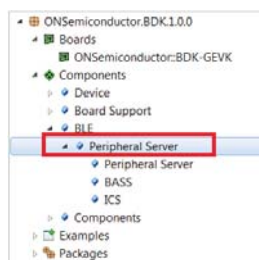 ONSemiconductor.BDK.1.0.0
Boards
ONSemiconductor::BDK-GEVK
Components
Device
Board Support
BLE
Peripheral Server
Peripheral Server
BASS
ICS
Components
Examples
Packages